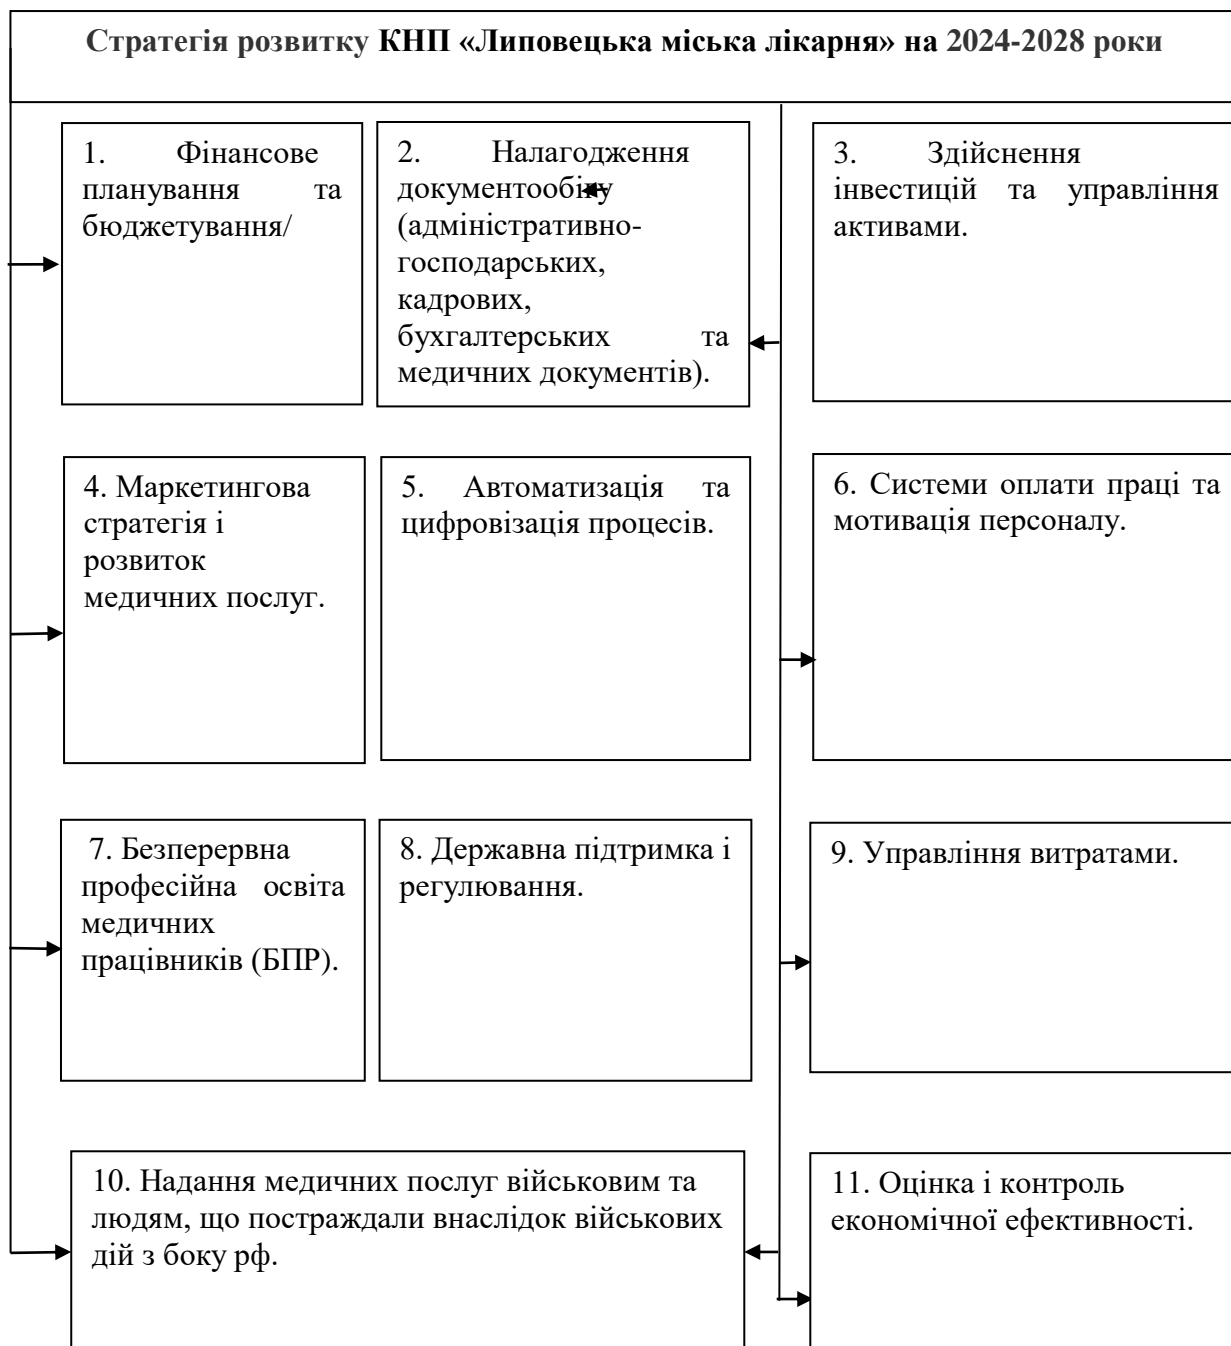 Стратегія розвитку КНП «Липовецька міська лікарня» на 2024-2028 роки
1. Фінансове
планування та
бюджетування/
2. Налагодження
документообігу
(адміністративно-
господарських,
кадрових,
бухгалтерських та
медичних документів).
3. Здійснення
інвестицій та управління
активами.
4. Маркетингова
стратегія і
розвиток
медичних послуг.
5. Автоматизація та
цифровізація процесів.
6. Системи оплати праці та
мотивація персоналу.
7. Безперервна
професійна освіта
медичних
працівників (БПР).
8. Державна підтримка і
регулювання.
9. Управління витратами.
10. Надання медичних послуг військовим та
людям, що постраждали внаслідок військових
дій з боку рф.
11. Оцінка і контроль
економічної ефективності.